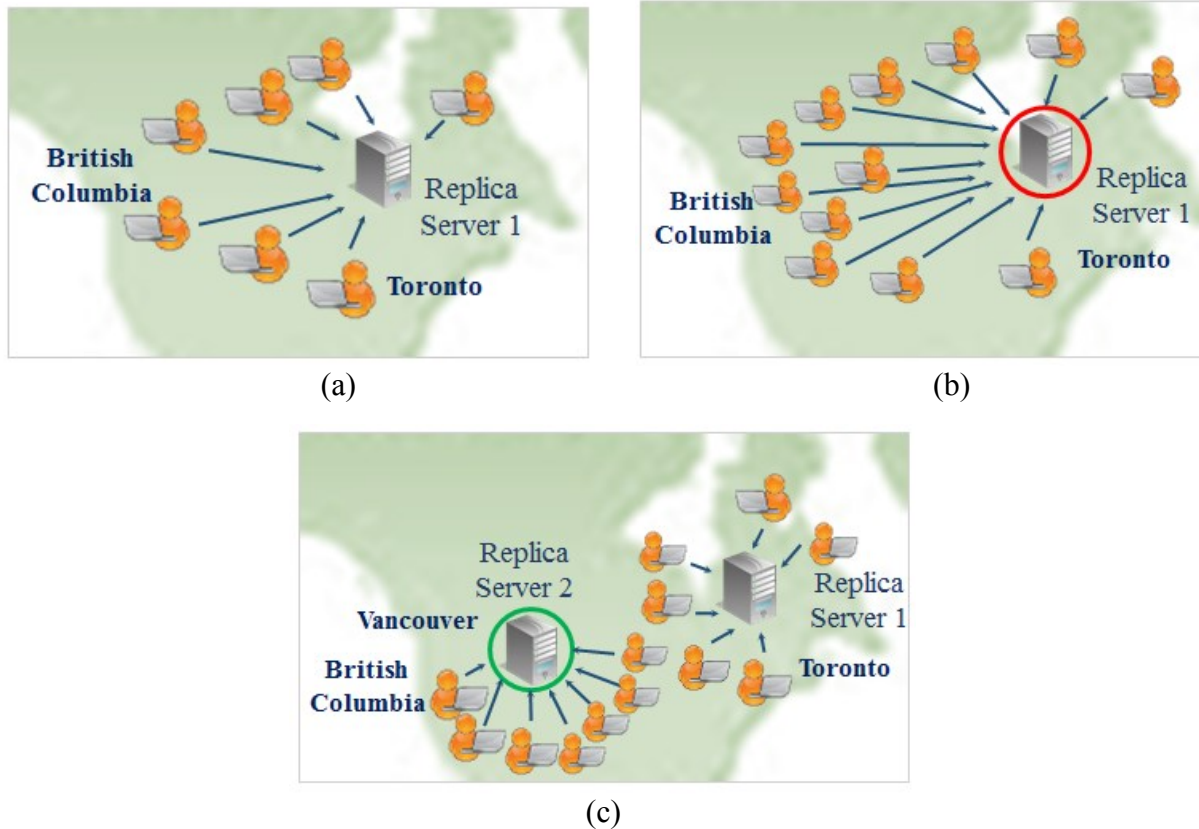 British
Columbia
Replica
Server 1
Toronto
(a)
British
Columbia
Replica
Server 1
Toronto
(b)
Replica
Server 2
Vancouver
British
Columbia
Replica
Server 1
Toronto
(c)